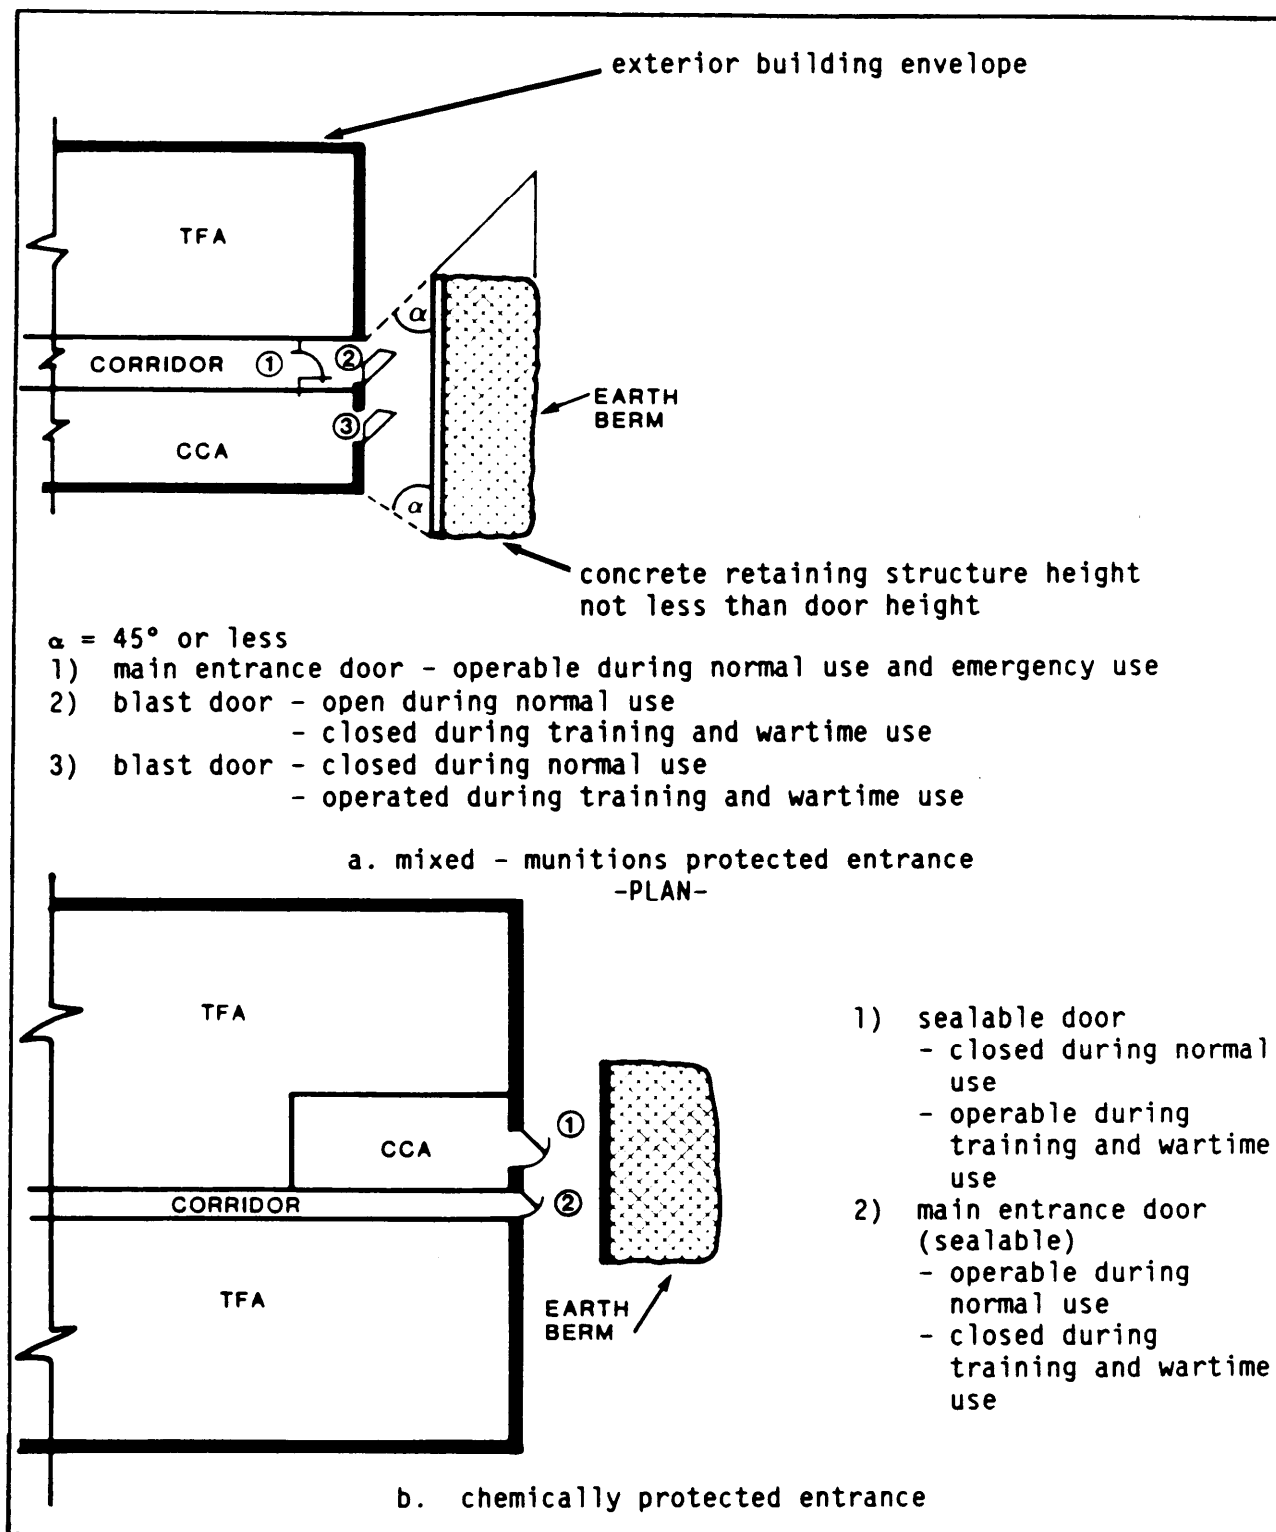 exterior building envelope
TFA
α
CORRIDOR
①
②
EARTH
BERM
③
CCA
α
concrete retaining structure height
not less than door height
α = 45° or less
1) main entrance door - operable during normal use and emergency use
2) blast door - open during normal use
- closed during training and wartime use
3) blast door - closed during normal use
- operated during training and wartime use
a. mixed - munitions protected entrance
-PLAN-
TFA
CCA
①
CORRIDOR
②
TFA
EARTH
BERM
1) sealable door
- closed during normal
use
- operable during
training and wartime
use
2) main entrance door
(sealable)
- operable during
normal use
- closed during
training and wartime
use
b. chemically protected entrance